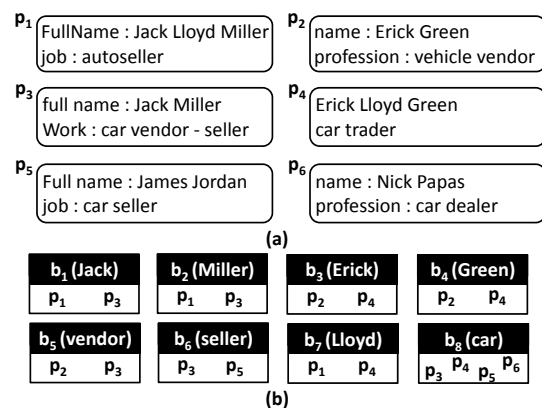 p1
FullName : Jack Lloyd Miller
job : autoseller
p2
name : Erick Green
profession : vehicle vendor
p3
full name : Jack Miller
Work : car vendor - seller
p4
Erick Lloyd Green
car trader
p5
Full name : James Jordan
job : car seller
p6
name : Nick Papas
profession : car dealer
(a)
b1 (Jack)
p1 p3
b2 (Miller)
p1 p3
b3 (Erick)
p2 p4
b4 (Green)
p2 p4
b5 (vendor)
p2 p3
b6 (seller)
p3 p5
b7 (Lloyd)
p1 p4
b8 (car)
p3 p4 p5 p6
(b)